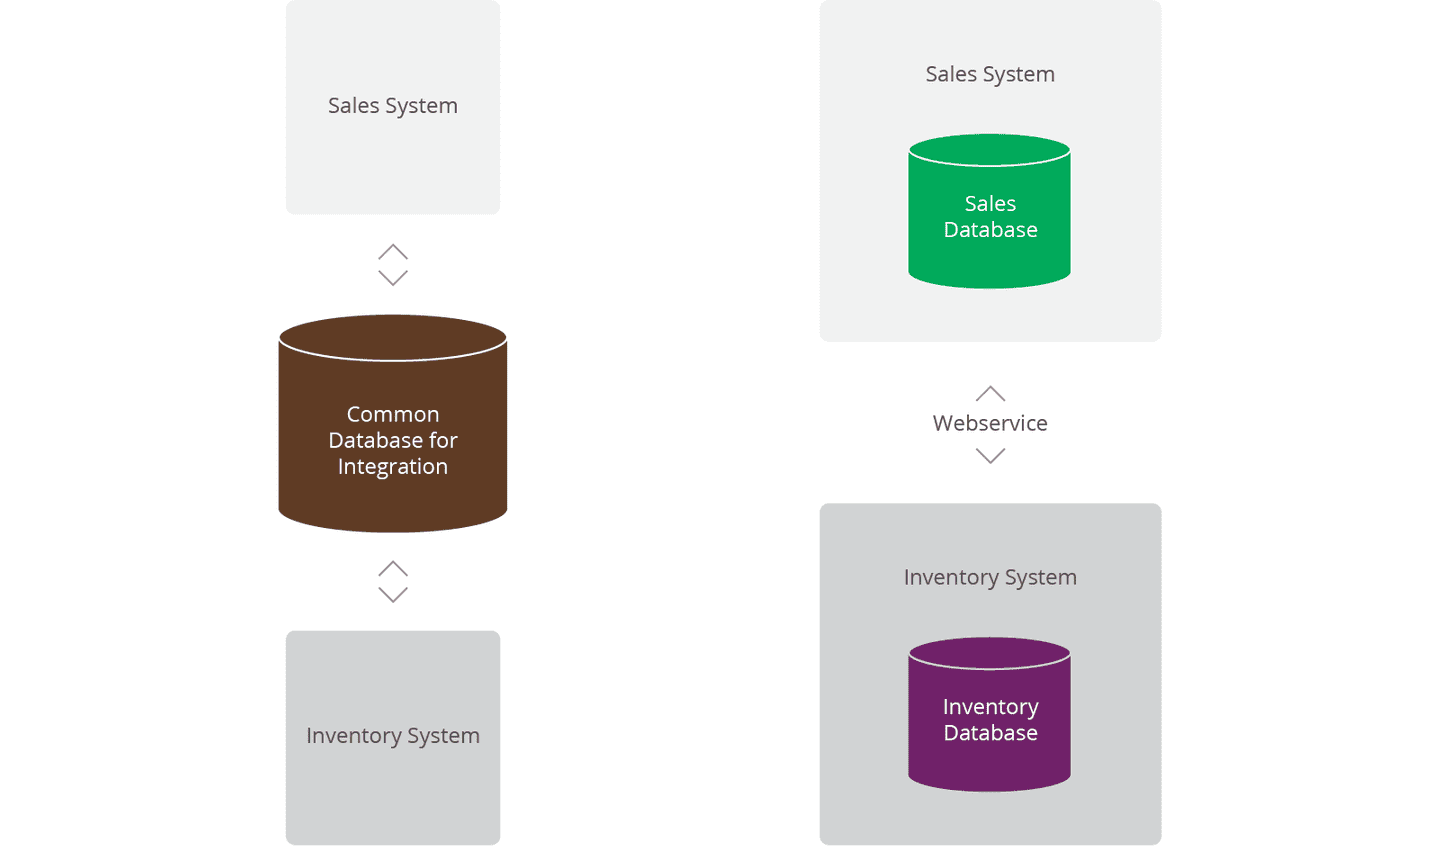 Sales System
Common
Database for
Integration
Inventory System
Sales System
Sales
Database
Webservice
Inventory System
Inventory
Database